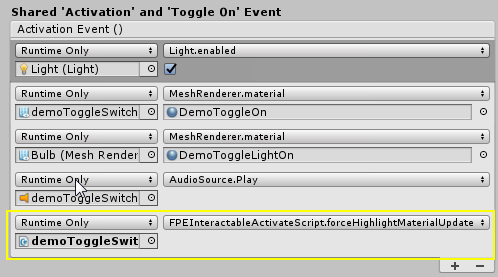 Shared 'Activation' and 'Toggle On' Event
Activation Event ()
Runtime Only Light.enabled
Light (Light)
Runtime Only MeshRenderer.material
demoToggleSwitch DemoToggleOn
Runtime Only MeshRenderer.material
Bulb (Mesh Render DemoToggleLightOn
Runtime Only AudioSource.Play
demoToggleSwitch
Runtime Only FPEInteractableActivateScript.forceHighlightMaterialUpdate
demoToggleSwit